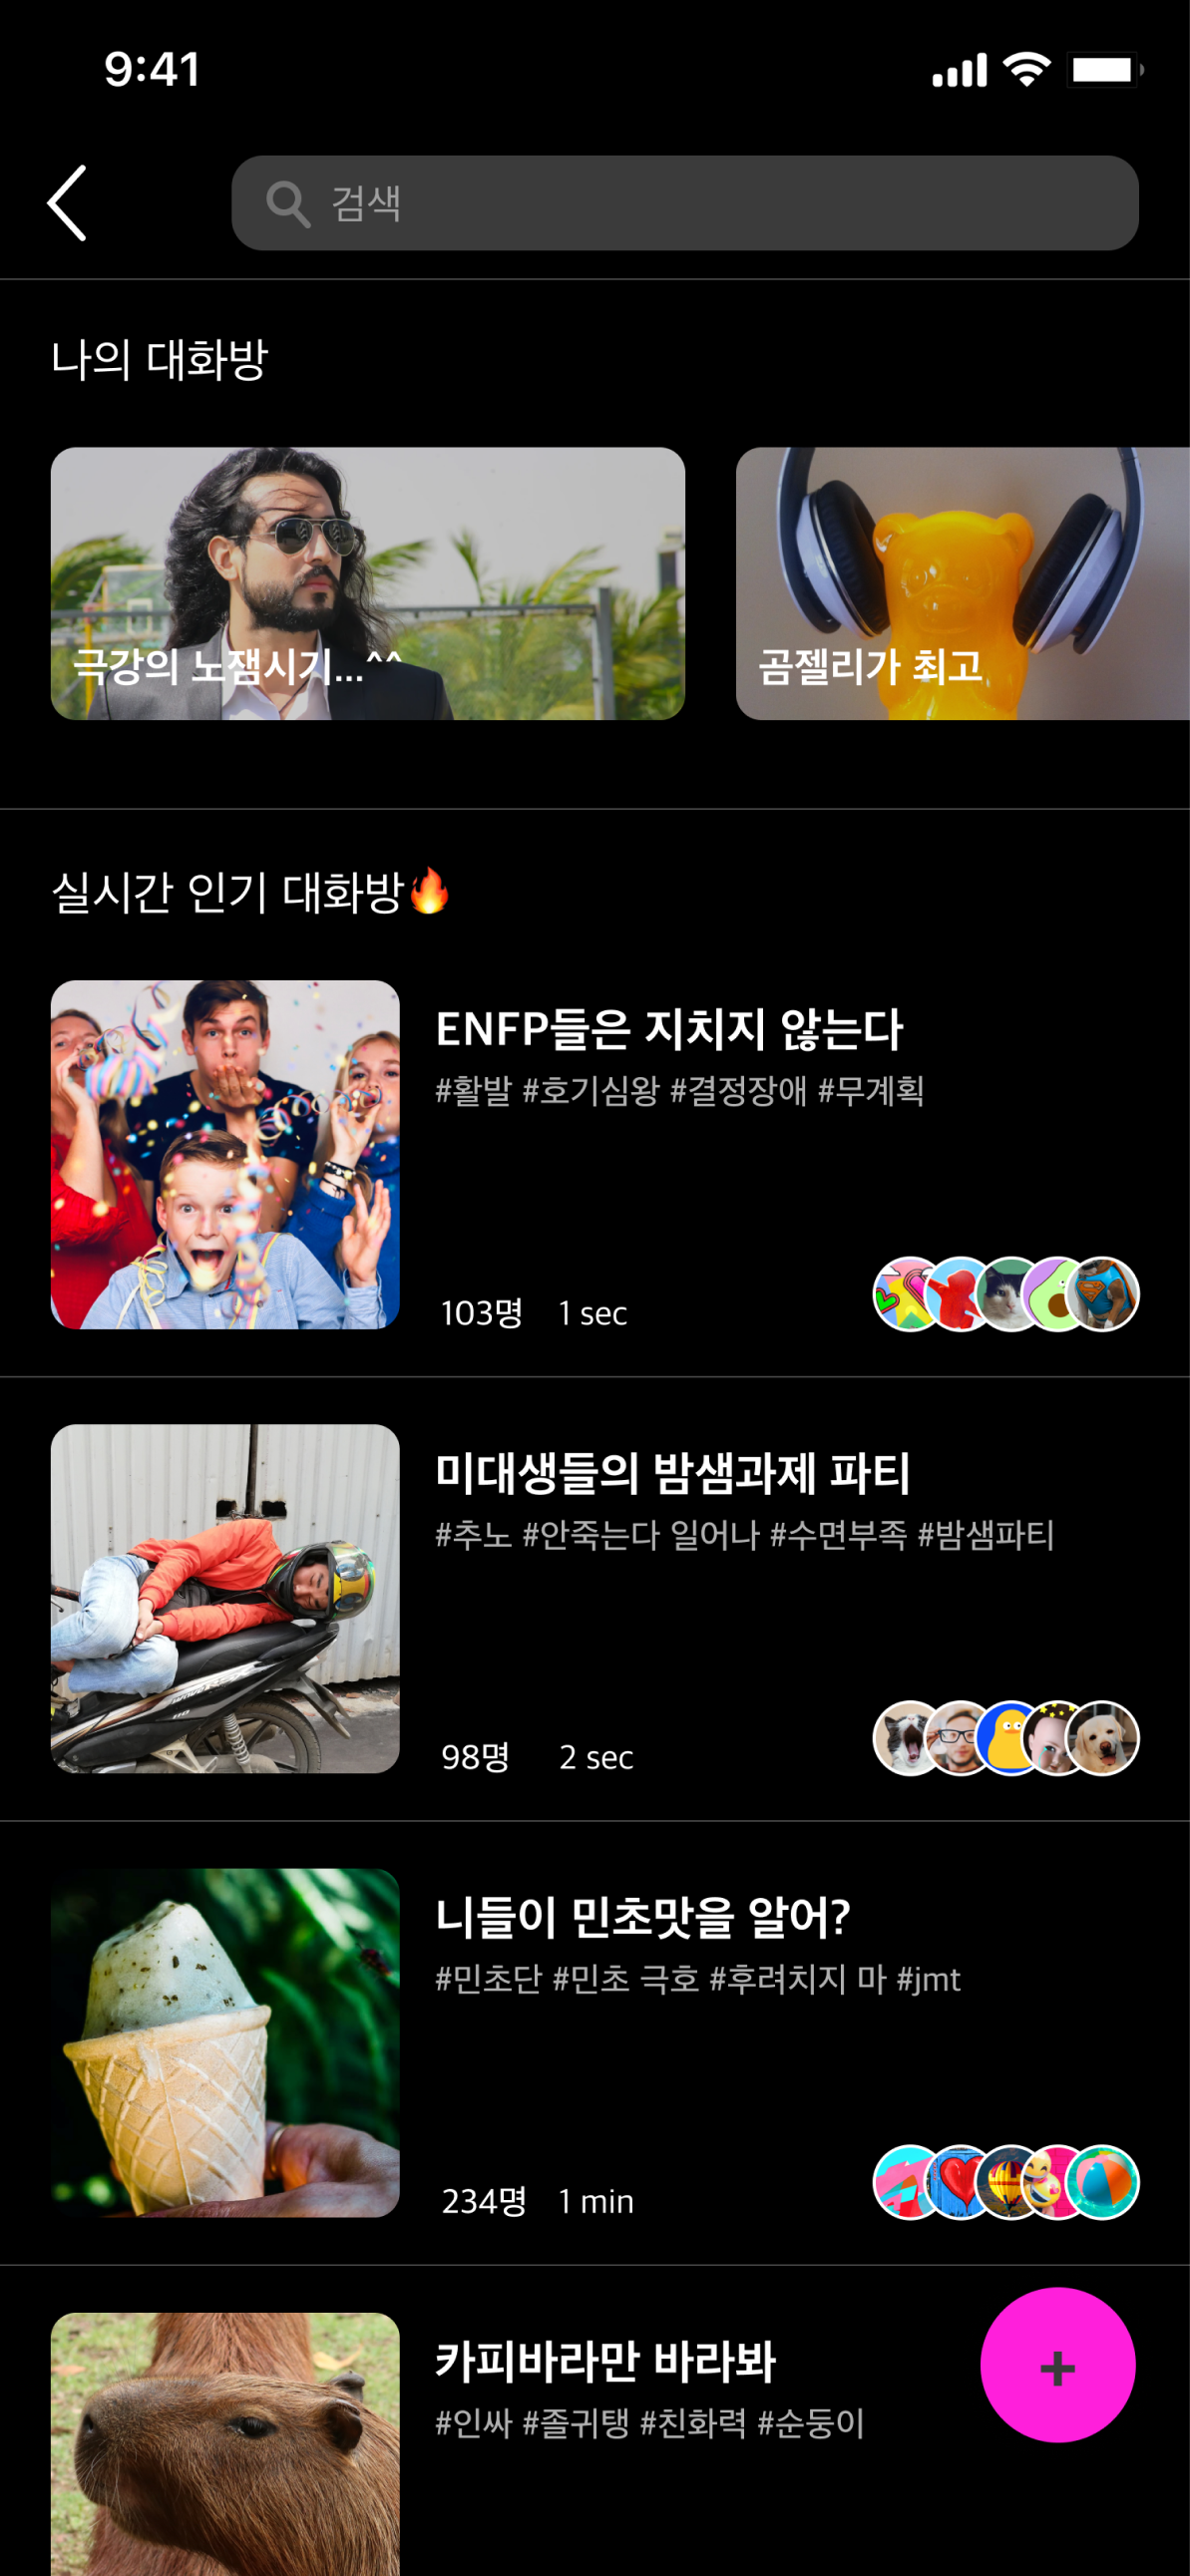 9:41
검색
나의 대화방
극강의 노잼시기...^^
곰젤리가 최고
실시간 인기 대화방🔥
ENFP들은 지치지 않는다
#활발 #호기심왕 #결정장애 #무계획
103명 1 sec
미대생들의 밤샘과제 파티
#추노 #안죽는다 일어나 #수면부족 #밤샘파티
98명 2 sec
니들이 민초맛을 알어?
#민초단 #민초 극호 #후려치지 마 #jmt
234명 1 min
카피바라만 바라봐
+
#인싸 #졸귀탱 #친화력 #순둥이